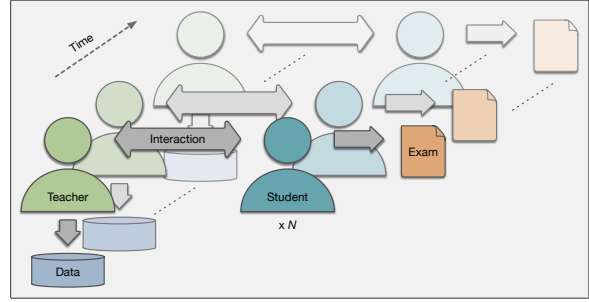 Time
Interaction
Exam
Teacher
Student
x N
Data